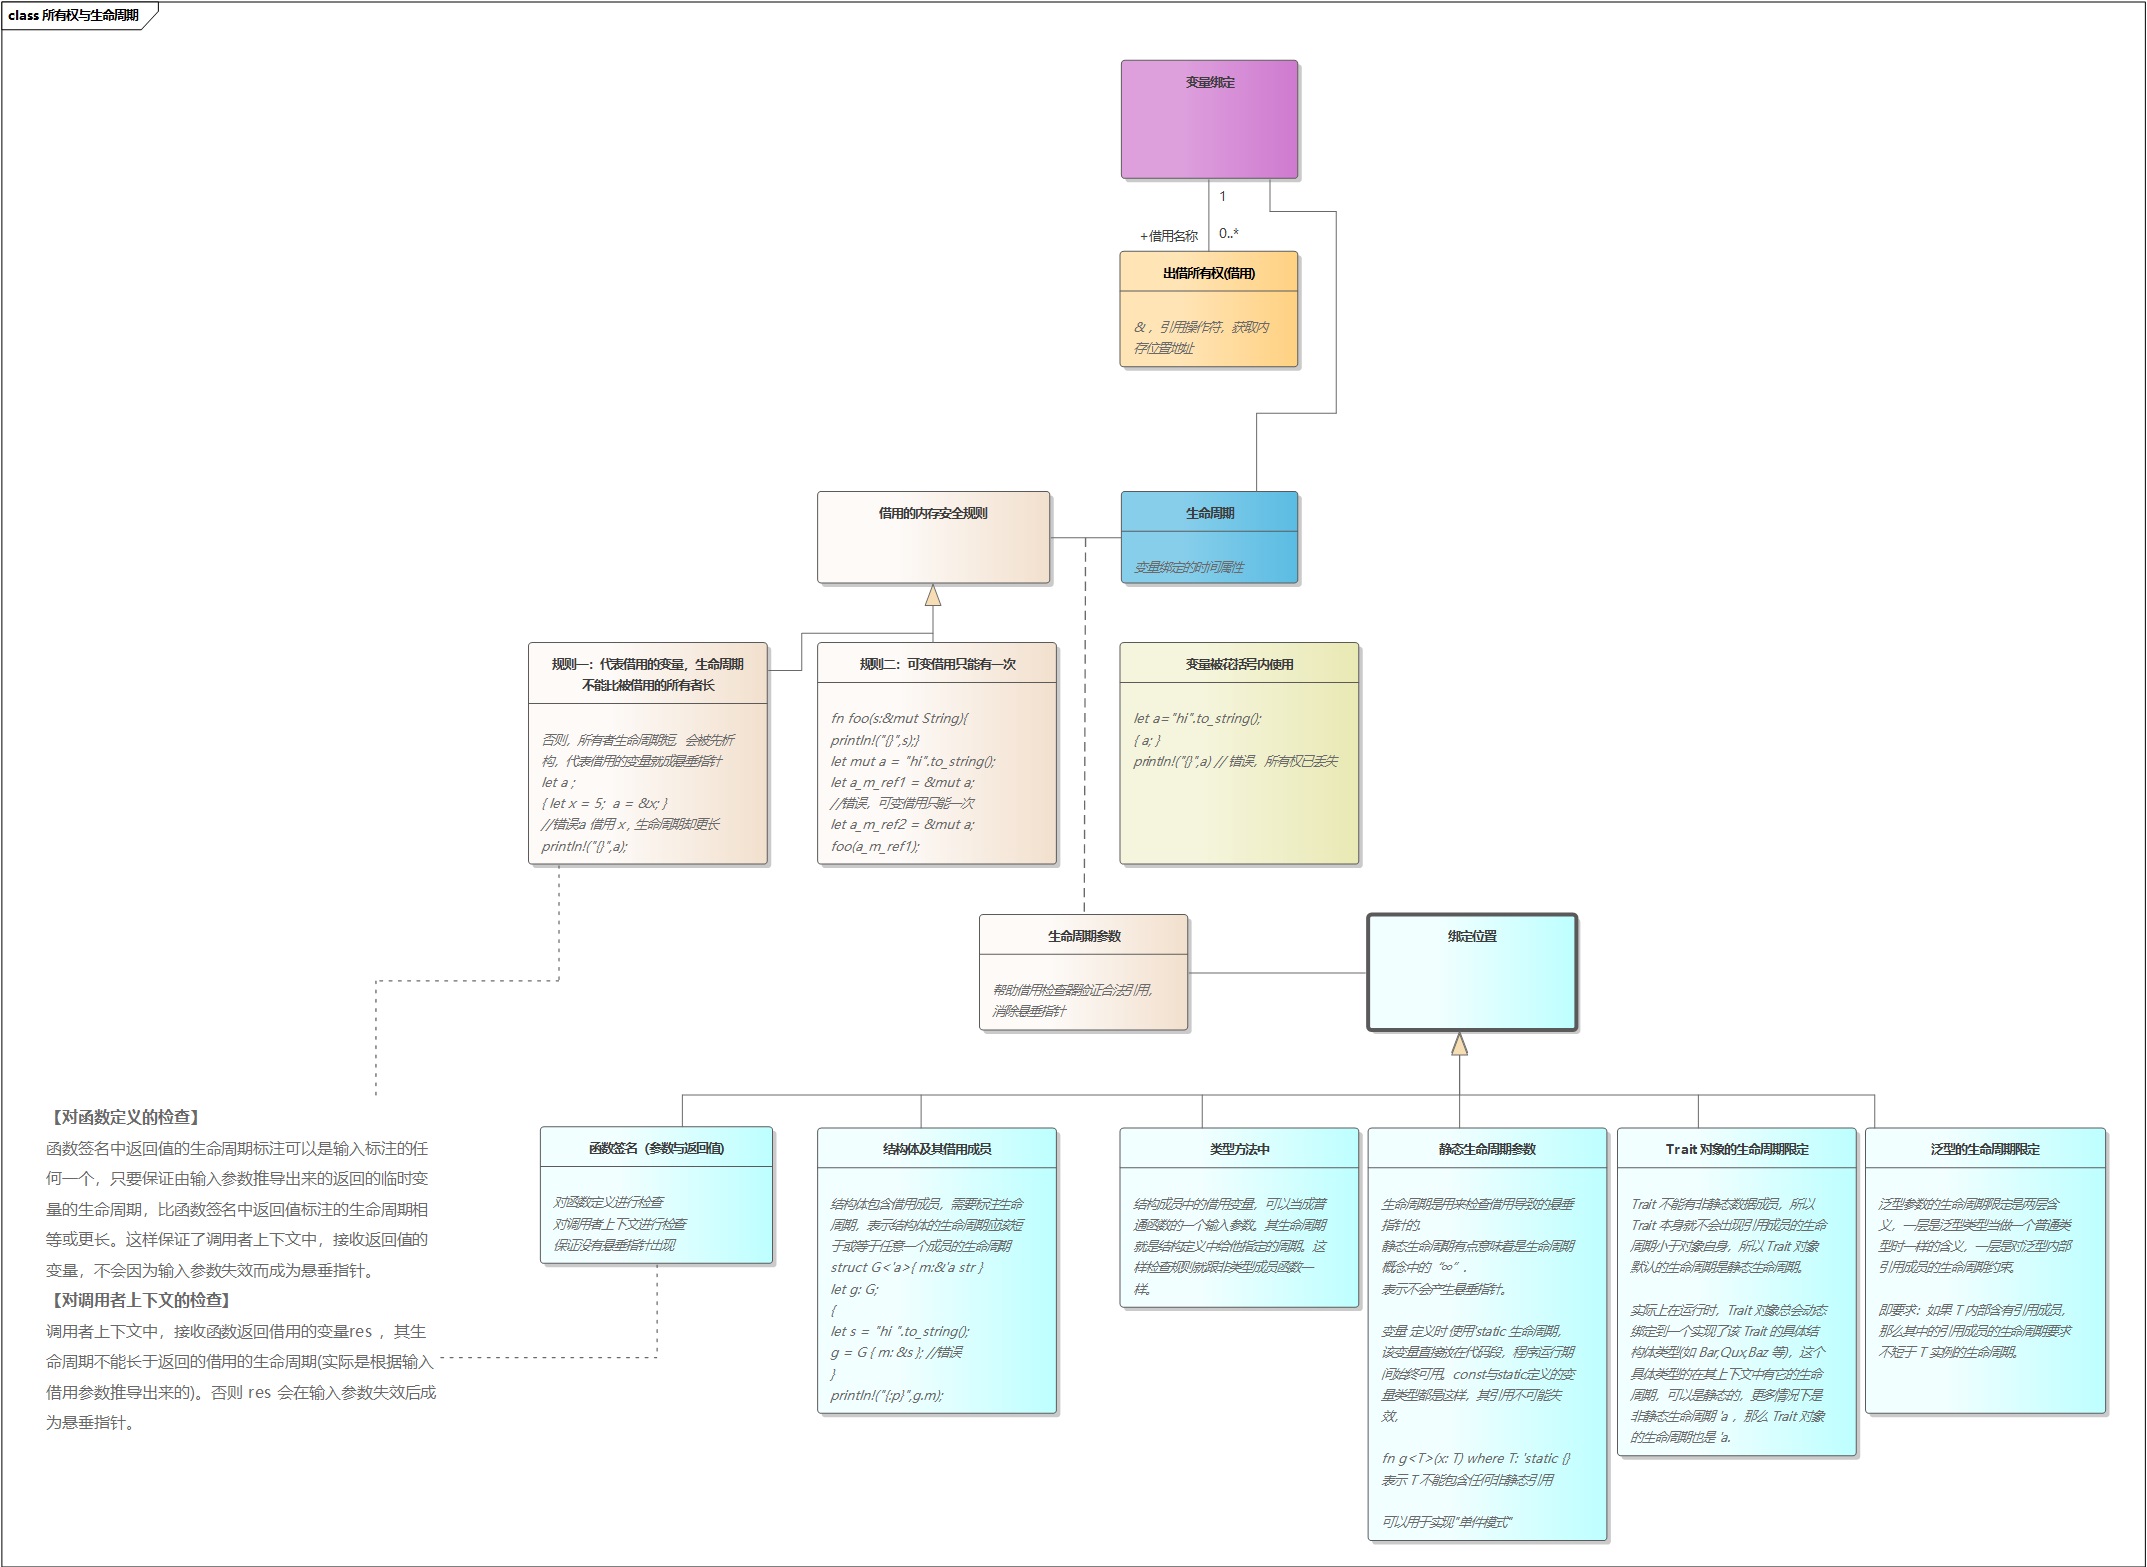 class 所有权与生命周期
变量绑定
1
+借用名称
0..*
出借所有权(借用)
& ，引用操作符，获取内
存位置地址
借用的内存安全规则
生命周期
变量绑定的时间属性
规则一：代表借用的变量，生命周期
不能比被借用的所有者长
否则，所有者生命周期短，会被先析
构，代表借用的变量就成悬垂指针
let a ;
{ let x = 5;  a = &x; }
//错误a 借用 x , 生命周期却更长
println!("{}",a);
规则二：可变借用只能有一次
fn foo(s:&mut String){
println!("{}",s);}
let mut a = "hi".to_string();
let a_m_ref1 = &mut a;
//错误，可变借用只能一次
let a_m_ref2 = &mut a;
foo(a_m_ref1);
变量被花括号内使用
let a="hi".to_string();
{ a; }
println!("{}",a) // 错误，所有权已丢失
生命周期参数
帮助借用检查器验证合法引用，
消除悬垂指针
绑定位置
【对函数定义的检查】
函数签名中返回值的生命周期标注可以是输入标注的任
何一个，只要保证由输入参数推导出来的返回的临时变
量的生命周期，比函数签名中返回值标注的生命周期相
等或更长。这样保证了调用者上下文中，接收返回值的
变量，不会因为输入参数失效而成为悬垂指针。
【对调用者上下文的检查】
调用者上下文中，接收函数返回借用的变量res ，其生
命周期不能长于返回的借用的生命周期(实际是根据输入
借用参数推导出来的)。否则 res 会在输入参数失效后成
为悬垂指针。
函数签名（参数与返回值)
对函数定义进行检查
对调用者上下文进行检查
保证没有悬垂指针出现
结构体及其借用成员
结构体包含借用成员，需要标注生命
周期，表示结构体的生命周期应该短
于或等于任意一个成员的生命周期
struct G<'a>{ m:&'a str }
let g: G;
{
let s = "hi ".to_string();
g = G { m: &s }; //错误
}
println!("{:p}",g.m);
类型方法中
结构成员中的借用变量，可以当成普
通函数的一个输入参数。其生命周期
就是结构定义中给他指定的周期。这
样检查规则就跟非类型成员函数一
样。
静态生命周期参数
生命周期是用来检查借用导致的悬垂
指针的.
静态生命周期有点意味着是生命周期
概念中的“∞” .
表示不会产生悬垂指针。
变量 定义时 使用'static 生命周期，
该变量直接放在代码段，程序运行期
间始终可用。const与static定义的变
量类型都是这样，其引用不可能失
效,
fn g<T>(x: T) where T: 'static {}
表示 T 不能包含任何非静态引用
可以用于实现"单件模式"
Trait 对象的生命周期限定
Trait 不能有非静态数据成员，所以
Trait 本身就不会出现引用成员的生命
周期小于对象自身，所以 Trait 对象
默认的生命周期是静态生命周期。
实际上在运行时，Trait 对象总会动态
绑定到一个实现了该 Trait 的具体结
构体类型(如 Bar,Qux,Baz 等)，这个
具体类型的在其上下文中有它的生命
周期，可以是静态的，更多情况下是
非静态生命周期 'a ，那么 Trait 对象
的生命周期也是 'a.
泛型的生命周期限定
泛型参数的生命周期限定是两层含
义，一层是泛型类型当做一个普通类
型时一样的含义，一层是对泛型内部
引用成员的生命周期约束。
即要求：如果 T 内部含有引用成员，
那么其中的引用成员的生命周期要求
不短于 T 实例的生命周期。